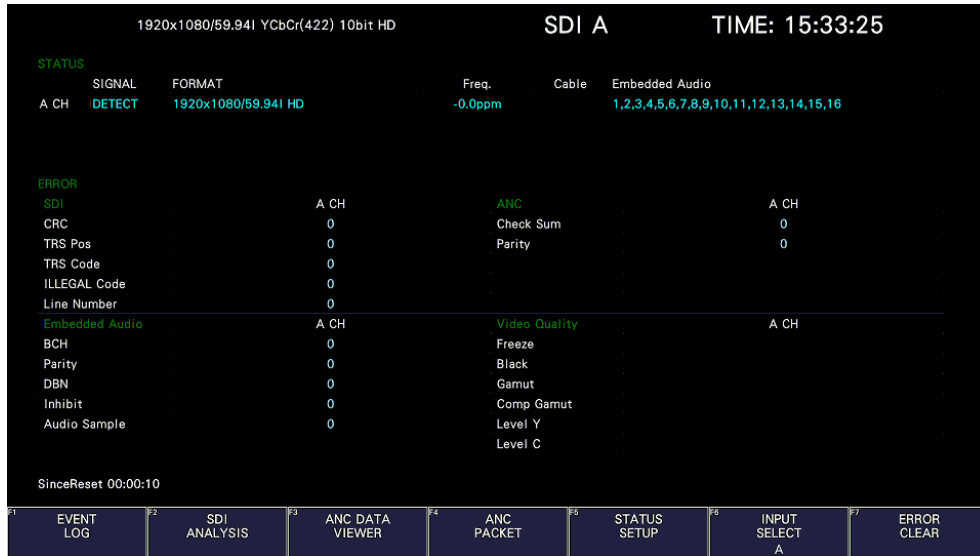 1920x1080/59.94I YCbCr(422) 10bit HD SDI A TIME: 15:33:25
STATUS
SIGNAL FORMAT Freq. Cable Embedded Audio
A CH DETECT 1920x1080/59.94I HD -0.0ppm 1,2,3,4,5,6,7,8,9,10,11,12,13,14,15,16
ERROR
SDI A CH ANC A CH
CRC 0 Check Sum 0
TRS Pos 0 Parity 0
TRS Code 0
ILLEGAL Code 0
Line Number 0
Embedded Audio A CH Video Quality A CH
BCH 0 Freeze
Parity 0 Black
DBN 0 Gamut
Inhibit 0 Comp Gamut
Audio Sample 0 Level Y
Level C
SinceReset 00:00:10
F1 EVENT F2 SDI F3 ANC DATA F4 ANC F5 STATUS F6 INPUT F7 ERROR
LOG ANALYSIS VIEWER PACKET SETUP SELECT CLEAR
A